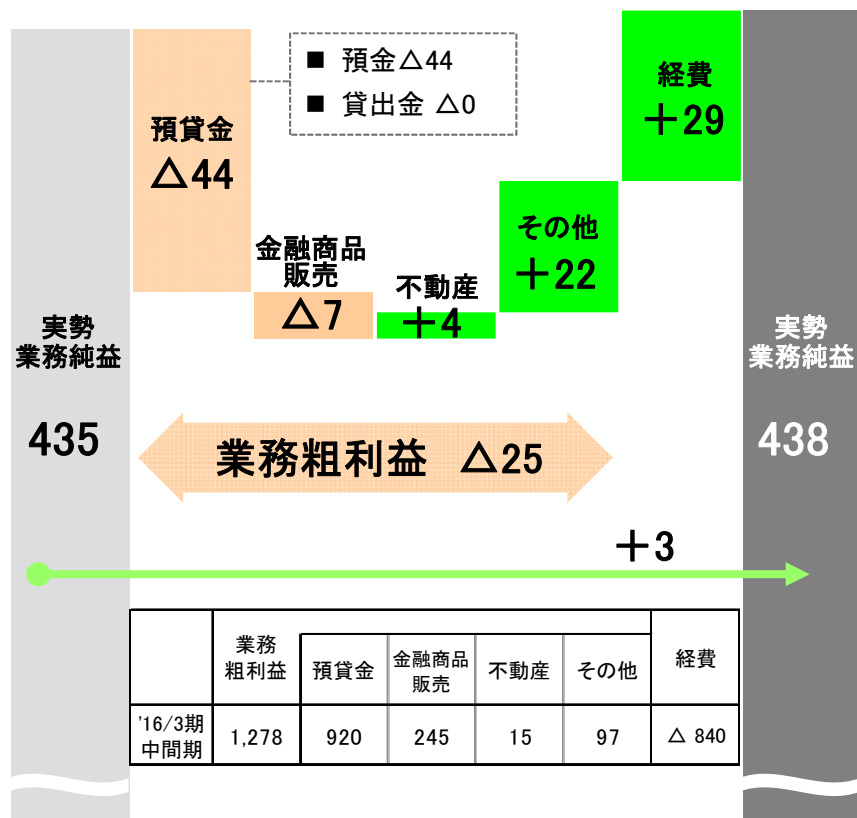 預貸金
△44
■ 預金△44
■ 貸出金 △0
金融商品
販売
△7
不動産
＋4
その他
＋22
経費
＋29
実勢
業務純益
435
実勢
業務純益
438
業務粗利益 △25
＋3
業務
粗利益
預貸金
金融商品
販売
不動産
その他
経費
'16/3期
中間期
1,278
920
245
15
97
△ 840